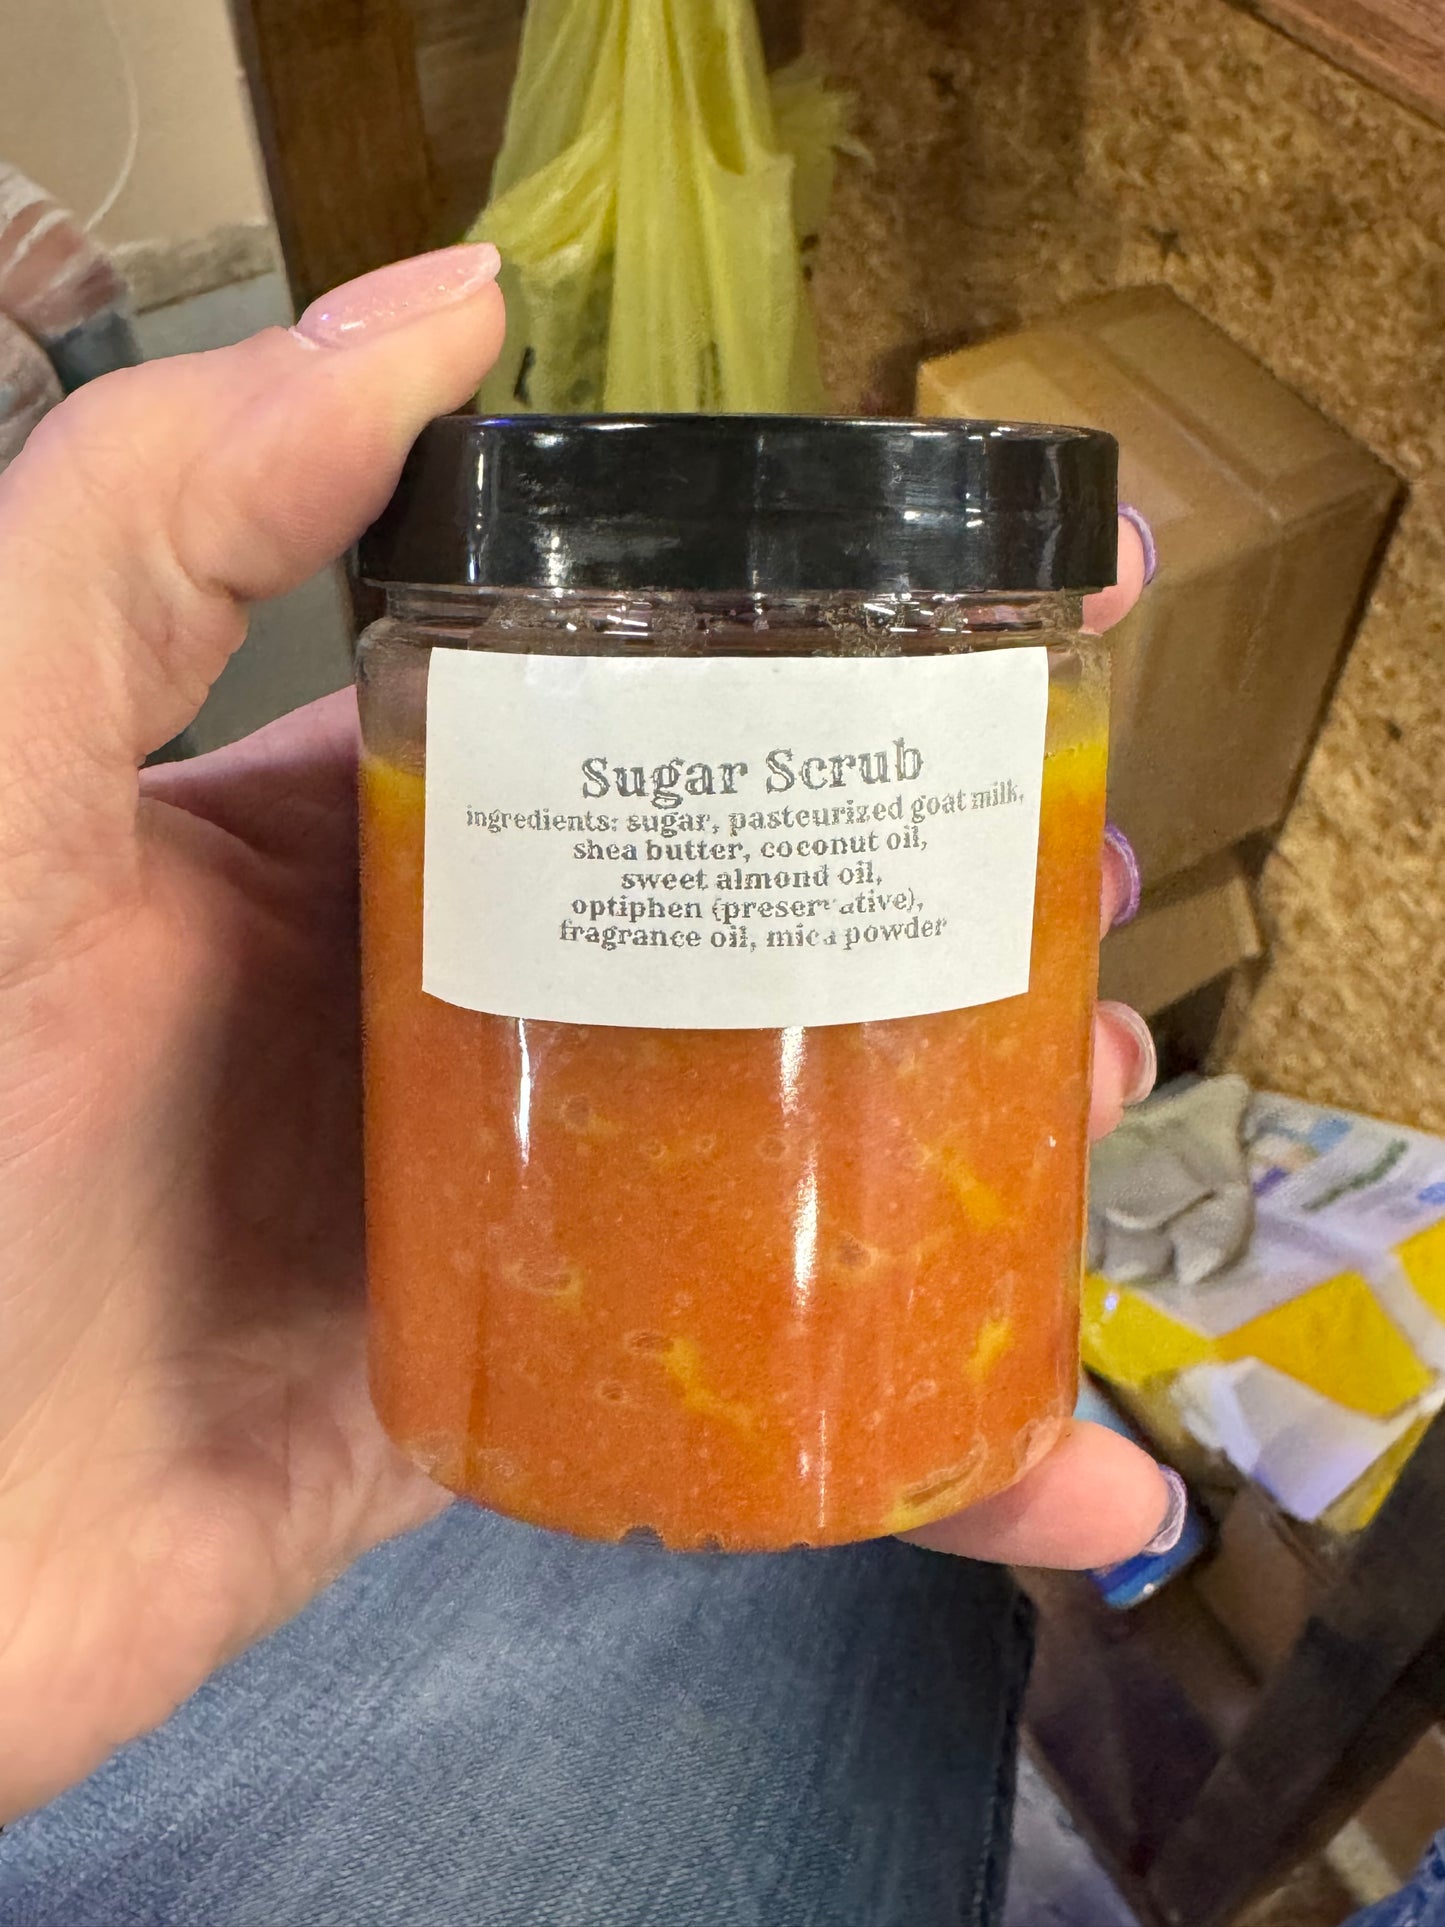 Sugar Scrub
ingredients: sugar, pasteurized goat milk,
shea butter, coconut oil,
sweet almond oil,
optiphen (preservative),
fragrance oil, mica powder